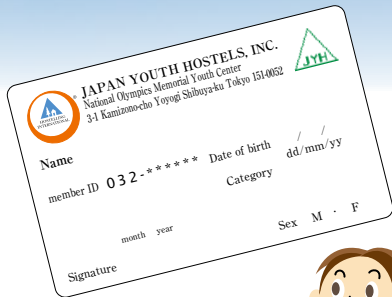 JAPAN YOUTH HOSTELS, INC.
National Olympics Memorial Youth Center
3-1 Kamizono-cho Yoyogi Shibuya-ku Tokyo 151-0052
HOSTELLING
INTERNATIONAL
®
JYH
Name
member ID 032-****** Date of birth / /
dd/mm/yy
Category
month year
Sex M · F
Signature